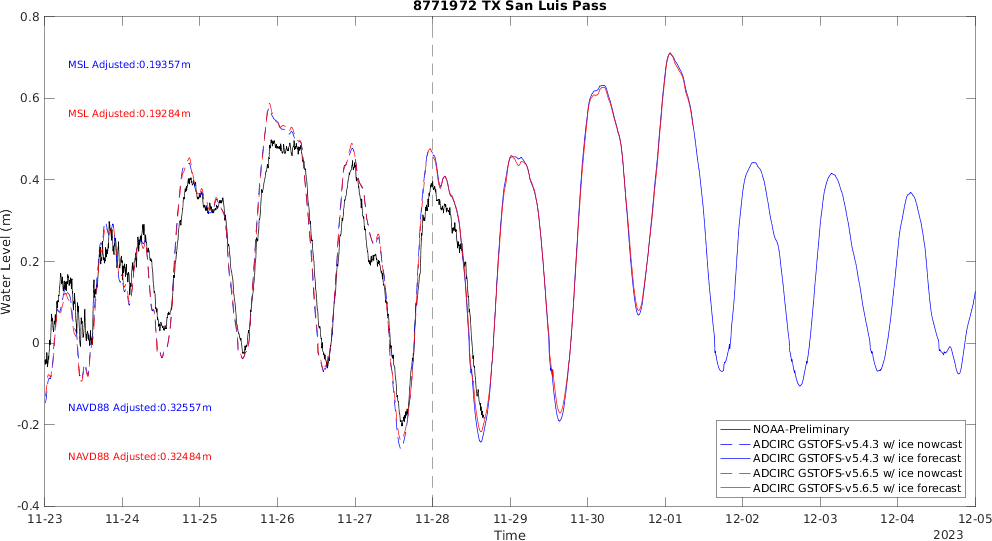 8771972 TX San Luis Pass
0.8
0.6
0.4
0.2
0
-0.2
-0.4
Water Level (m)
MSL Adjusted:0.19357m
MSL Adjusted:0.19284m
NAVD88 Adjusted:0.32557m
NAVD88 Adjusted:0.32484m
NOAA-Preliminary
ADCIRC GSTOFS-v5.4.3 w/ ice nowcast
ADCIRC GSTOFS-v5.4.3 w/ ice forecast
ADCIRC GSTOFS-v5.6.5 w/ ice nowcast
ADCIRC GSTOFS-v5.6.5 w/ ice forecast
11-23 11-24 11-25 11-26 11-27 11-28 11-29 11-30 12-01 12-02 12-03 12-04 12-05
Time
2023